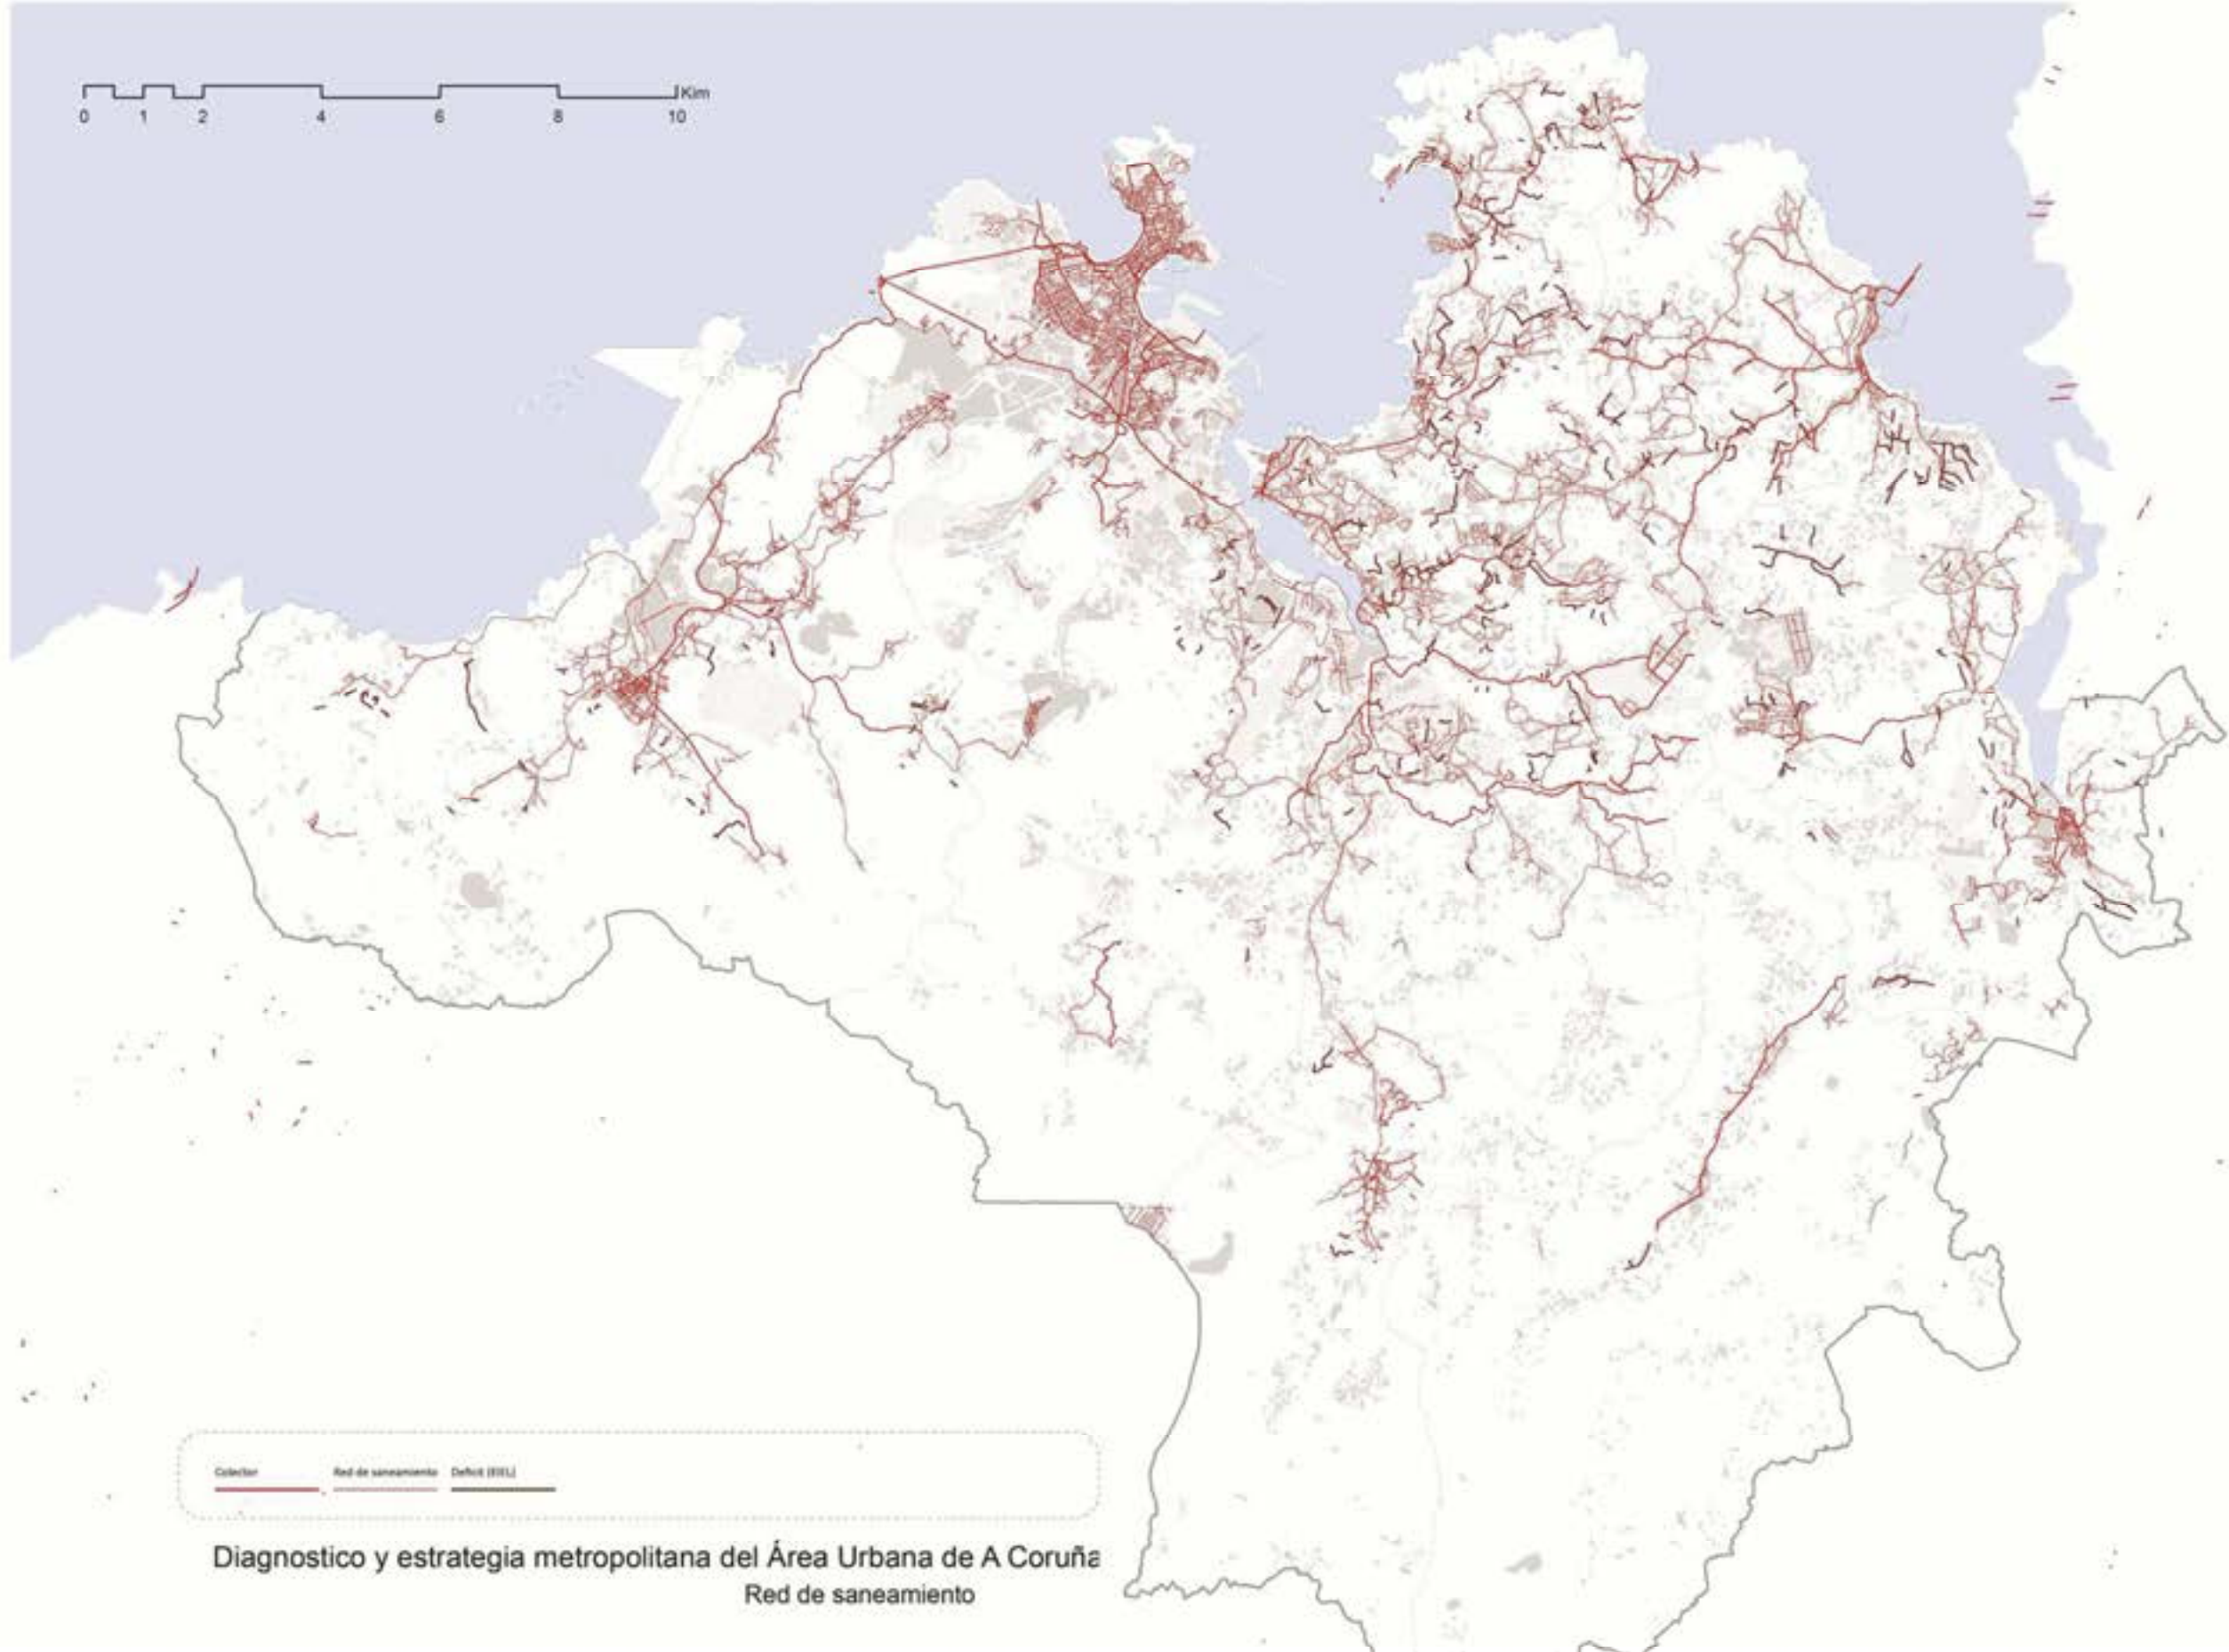 Kim
0 1 2 4 6 8 10
Colector Red de saneamiento Deficit (EIEL)
Diagnostico y estrategia metropolitana del Área Urbana de A Coruña
Red de saneamiento